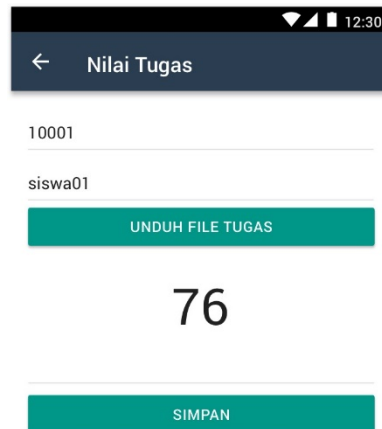 12:30
Nilai Tugas
10001
siswa01
UNDUH FILE TUGAS
76
SIMPAN